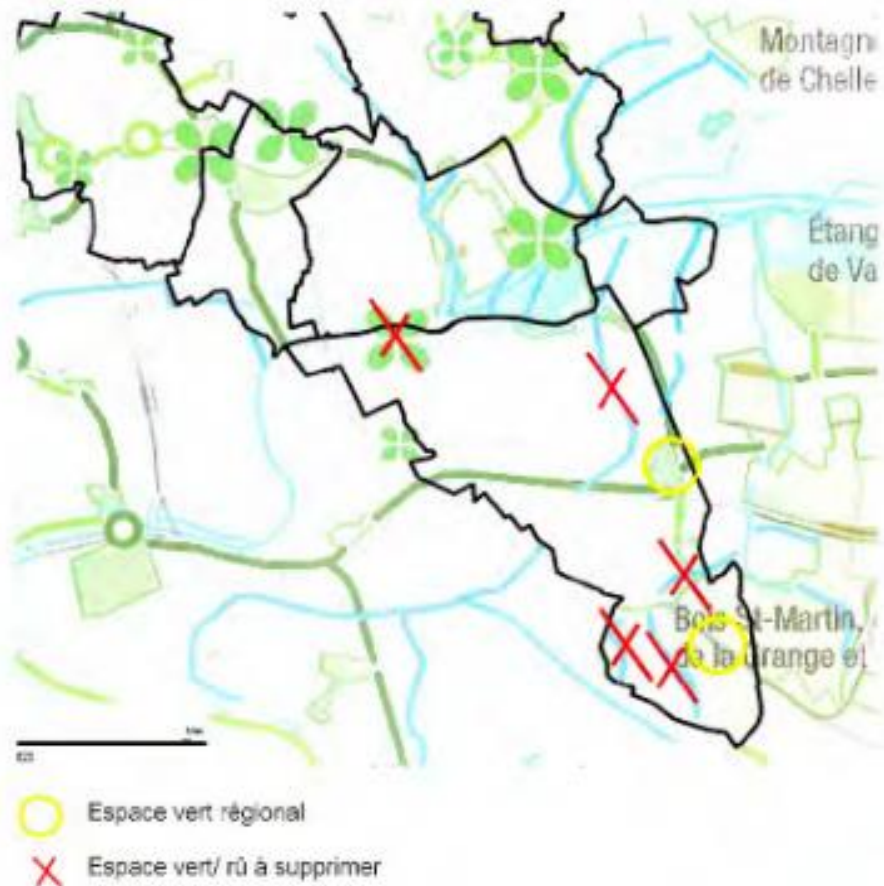 Montagn
de Chelle
Étang
de Va
Bois St-Martin,
de la Grange et
Espace vert régional
Espace vert/ rû à supprimer